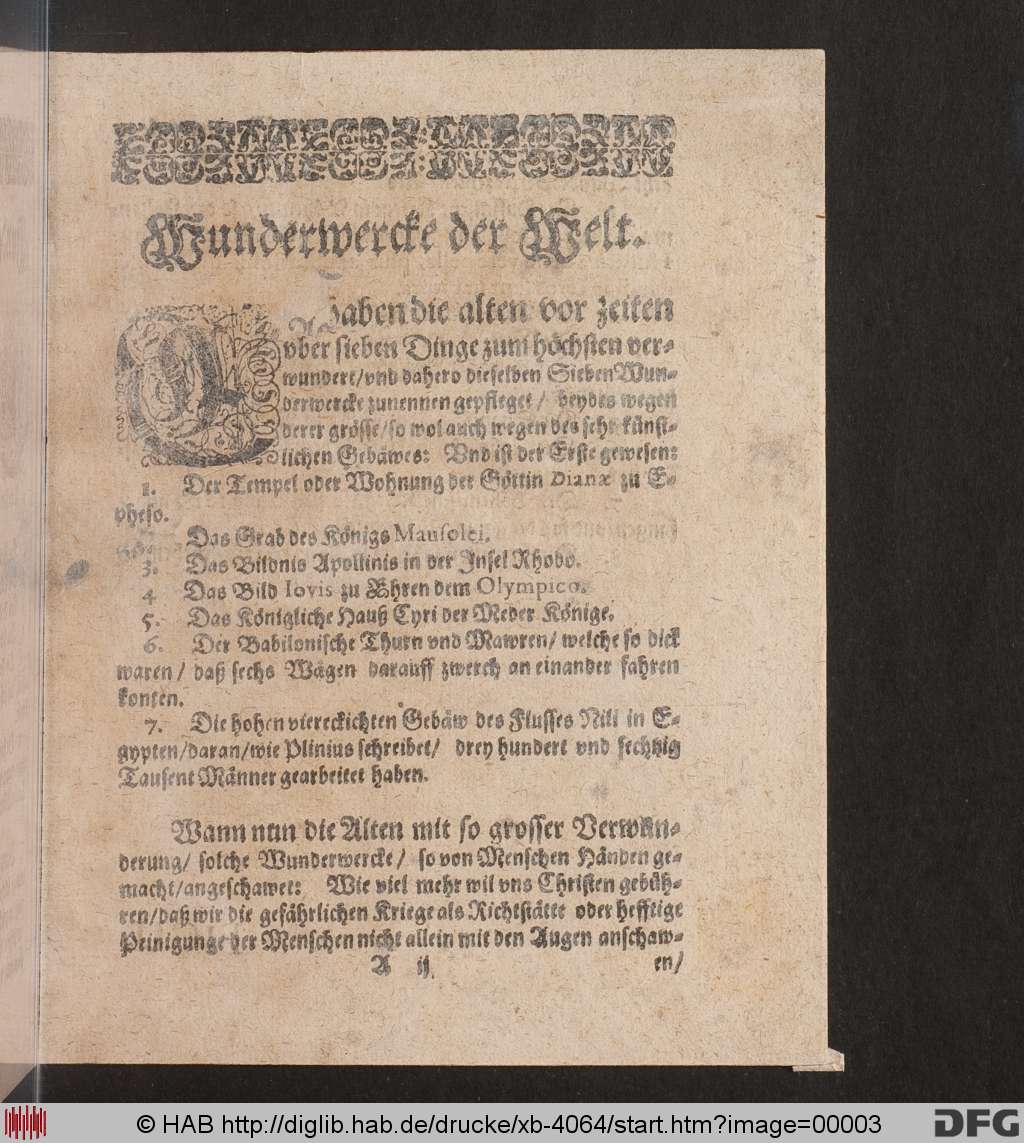 Wunderwercke der Welt.
haben die alten vor zeiten
vber sieben Dinge zum höchsten ver-
wundert/vnd dahero dieselben Sieben Wun-
derwercke zunennen gepfleget / beydes wegen
derer grösse/so wol auch wegen des sehr künst-
lichen Gebäwes: Vnd ist der Erste gewesen:
1. Der Tempel oder Wohnung der Göttin Dianæ zu E-
pheso.
Das Grab des Königs Mausolei.
3. Das Bildnis Apollinis in der Insel Rhodo.
4 Das Bild Iovis zu Ehren dem Olympico.
5. Das Königliche Hauß Cyri der Meder Könige.
6. Der Babilonische Thurn vnd Mawren/ welche so dick
waren / daß sechs Wägen darauff zwerch an einander fahren
konten.
7. Die hohen viereckichten Gebäw des Flusses Nili in E-
gypten/daran/wie Plinius schreibet/ drey hundert vnd sechtzig
Tausent Männer gearbeitet haben.
Wann nun die Alten mit so grosser Verwun-
derung/ solche Wunderwercke / so von Menschen Händen ge-
macht/angeschawet: Wie viel mehr wil vns Christen gebüh-
ren/daß wir die gefährlichen Kriege als Richtstätte oder hefftige
Peinigunge der Menschen nicht allein mit den Augen anschaw-
A ij en/
© HAB http://diglib.hab.de/drucke/xb-4064/start.htm?image=00003
DFG